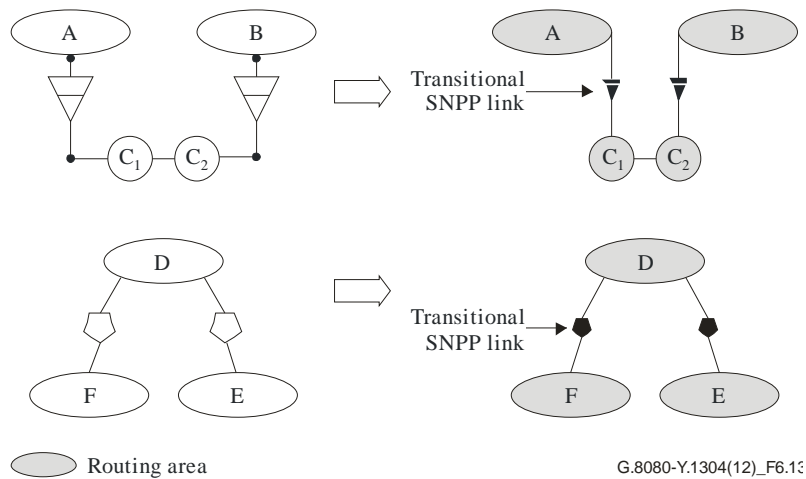 A
B
C1
C2
A
B
Transitional
SNPP link
C1
C2
D
F
E
D
Transitional
SNPP link
F
E
Routing area
G.8080-Y.1304(12)_F6.13